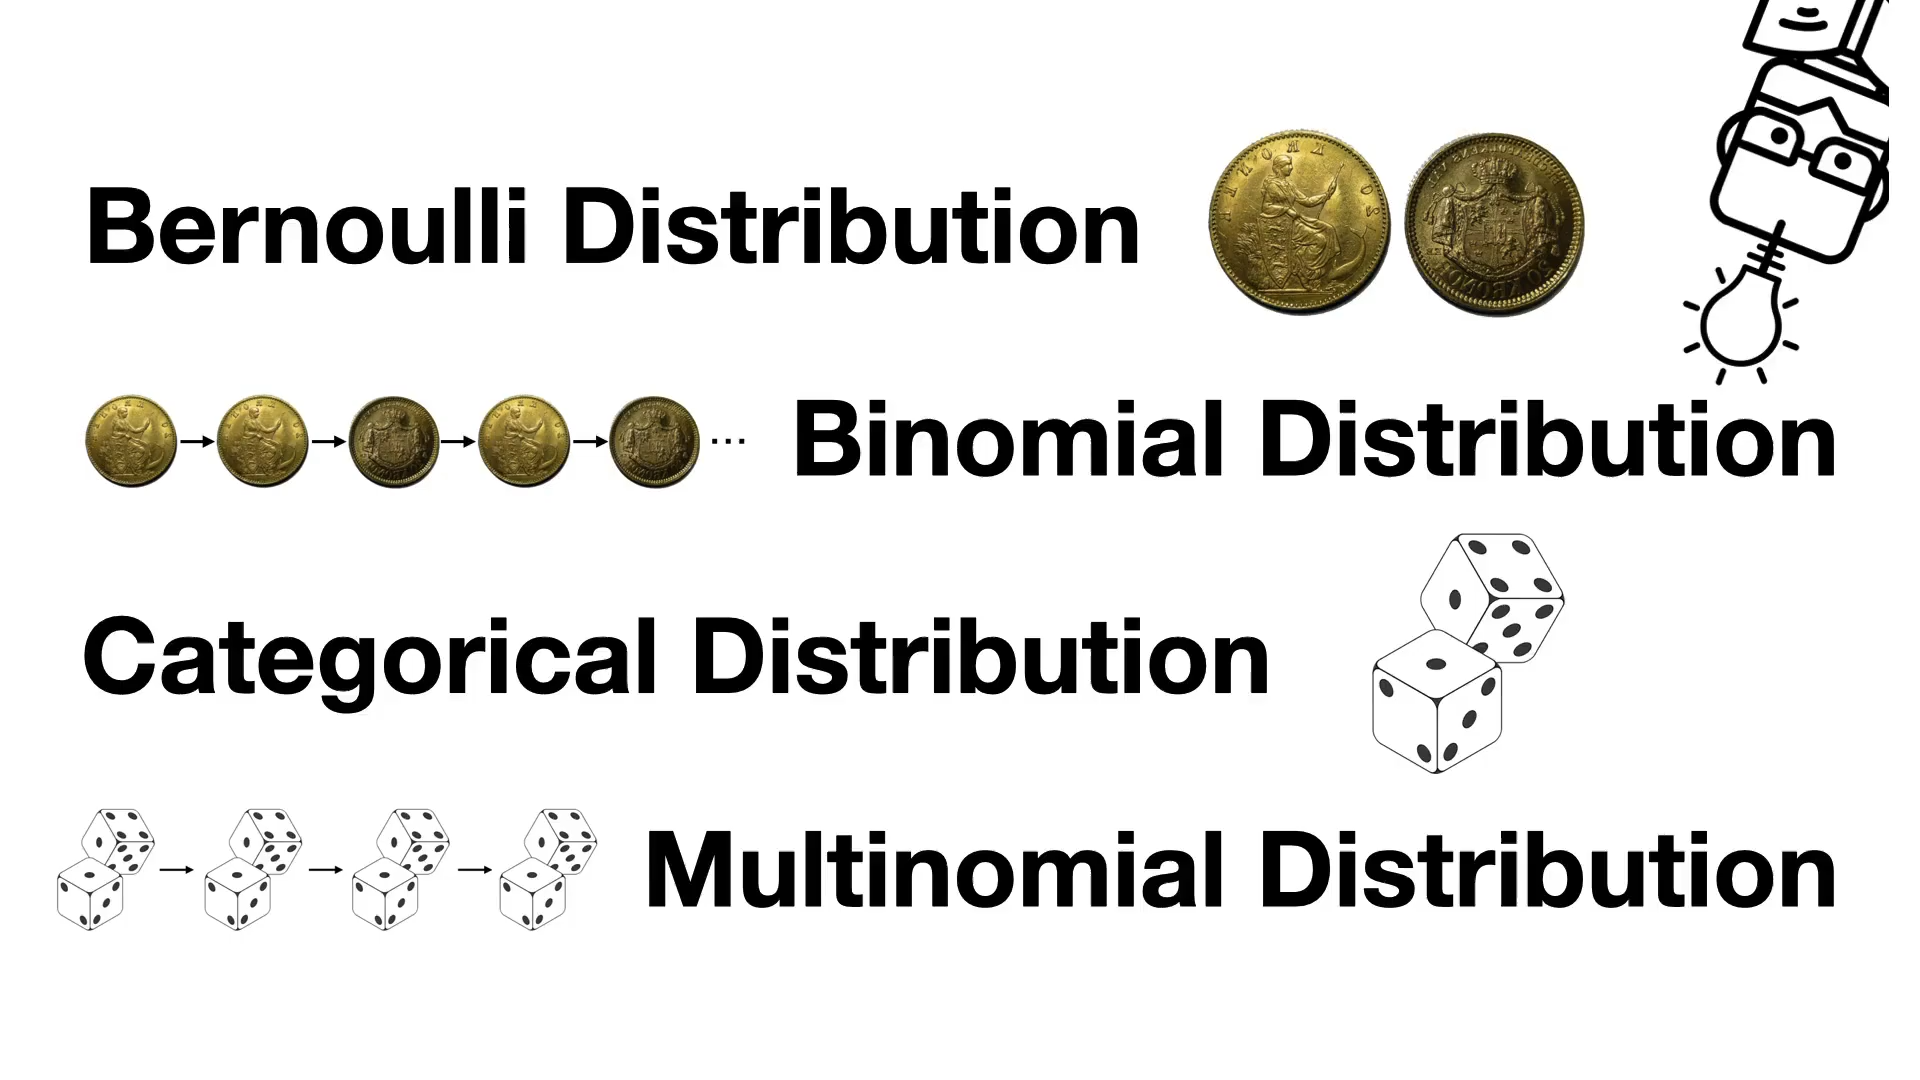 Bernoulli Distribution
... Binomial Distribution
Categorical Distribution
Multinomial Distribution